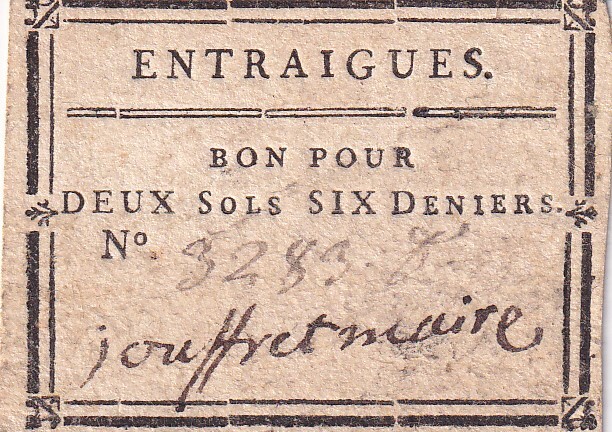 ENTRAIGUES.
BON POUR
DEUX SOLS SIX DENIERS.
Nº. 3283.
jouffret maire